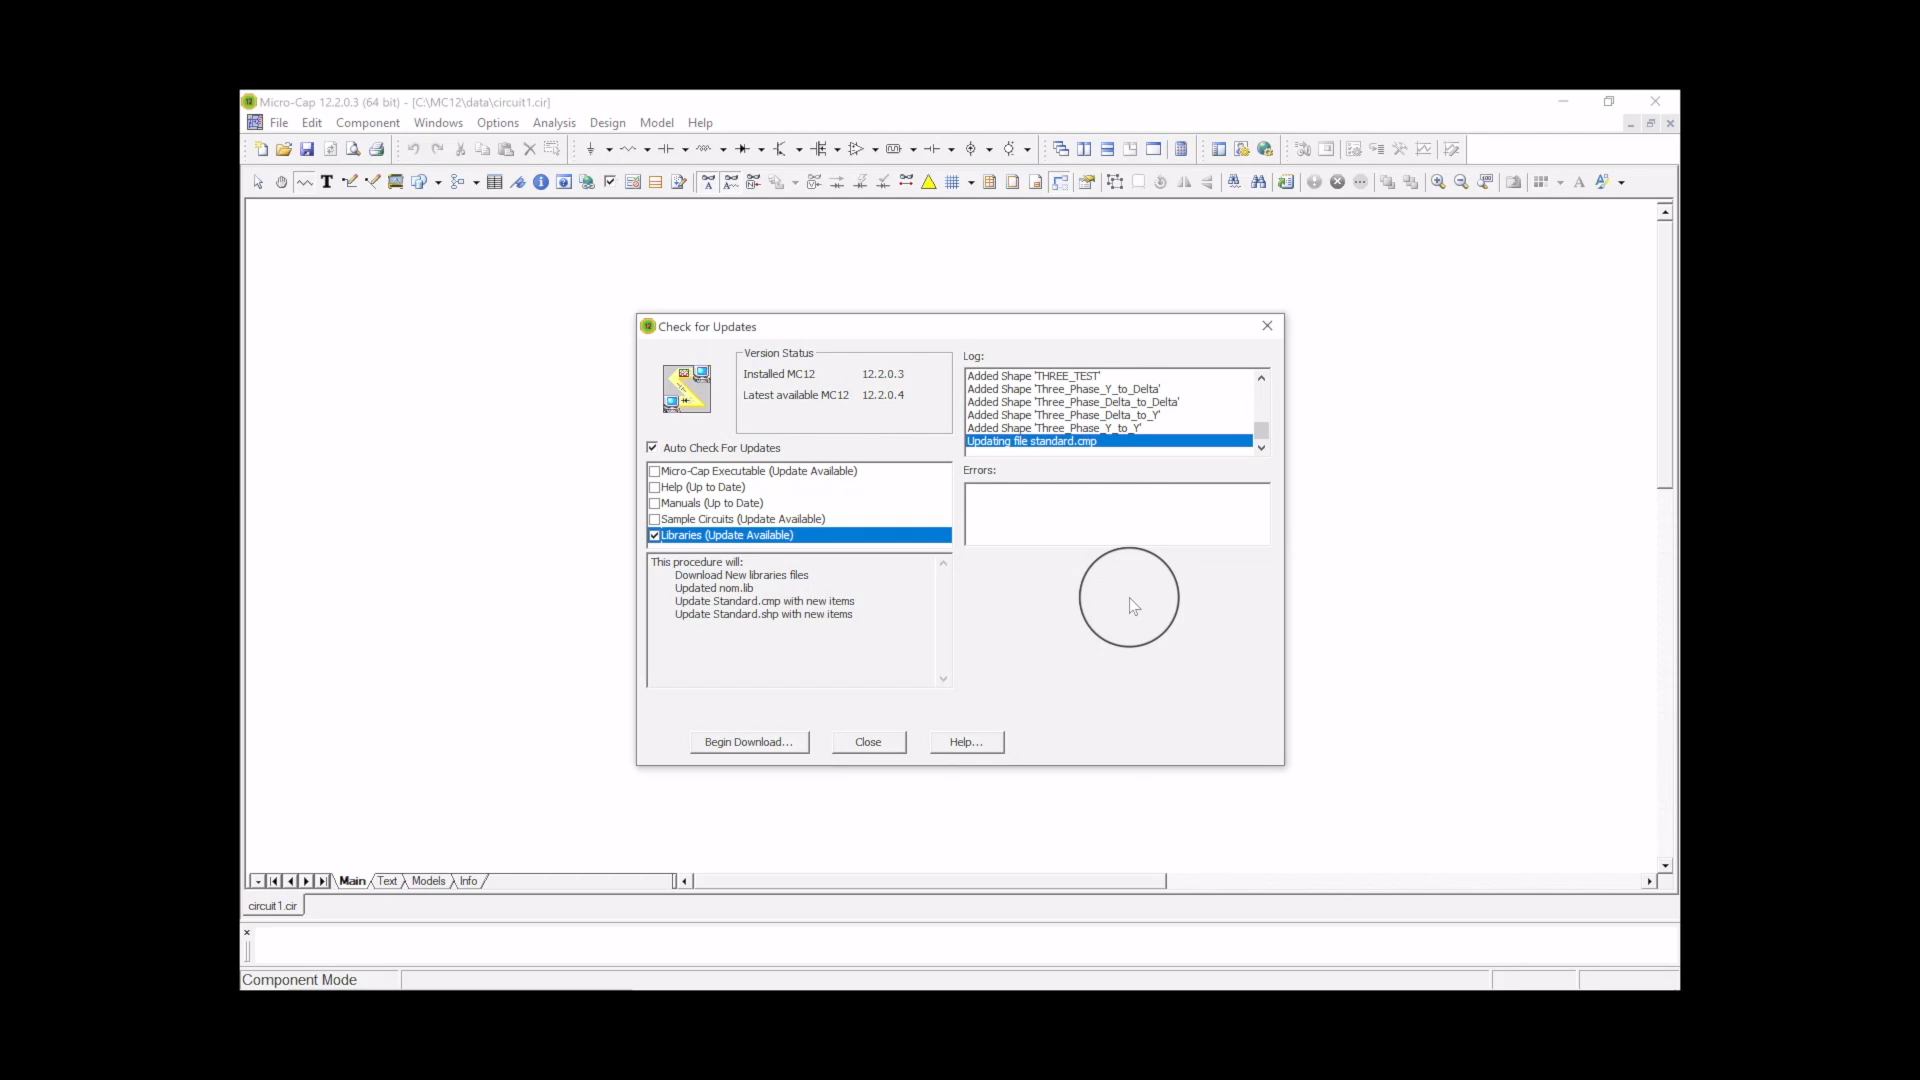 Micro-Cap 12.2.0.3 (64 bit) - [C:\MC12\data\circuit1.cir]
File Edit Component Windows Options Analysis Design Model Help
Check for Updates
Version Status
Installed MC12 12.2.0.3
Latest available MC12 12.2.0.4
Auto Check For Updates
Micro-Cap Executable (Update Available)
Help (Up to Date)
Manuals (Up to Date)
Sample Circuits (Update Available)
Libraries (Update Available)
This procedure will:
Download New libraries files
Updated nom.lib
Update Standard.cmp with new items
Update Standard.shp with new items
Log:
Added Shape 'THREE_TEST'
Added Shape 'Three_Phase_Y_to_Delta'
Added Shape 'Three_Phase_Delta_to_Delta'
Added Shape 'Three_Phase_Delta_to_Y'
Added Shape 'Three_Phase_Y_to_Y'
Updating file standard.cmp
Errors:
Begin Download... Close Help...
Main Text Models Info
circuit1.cir
Component Mode